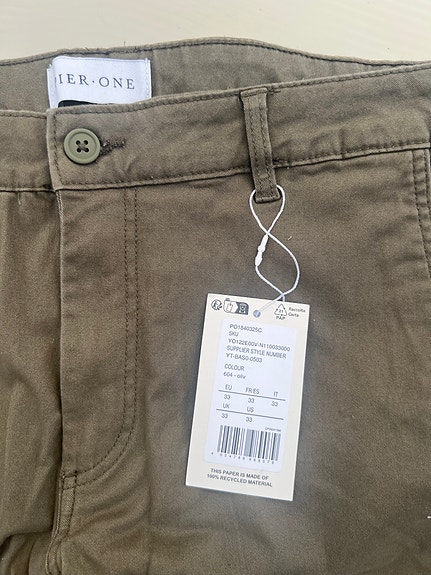 IER·ONE
21
PAP
Raccolta
Carta
PO1840325C
SKU
YO122E00V-N110033000
SUPPLIER STYLE NUMBER
YT-BAS0-0503
COLOUR
604 - oliv
EU FR/ES IT
33 33 33
UK US
33 33
THIS PAPER IS MADE OF
100% RECYCLED MATERIAL